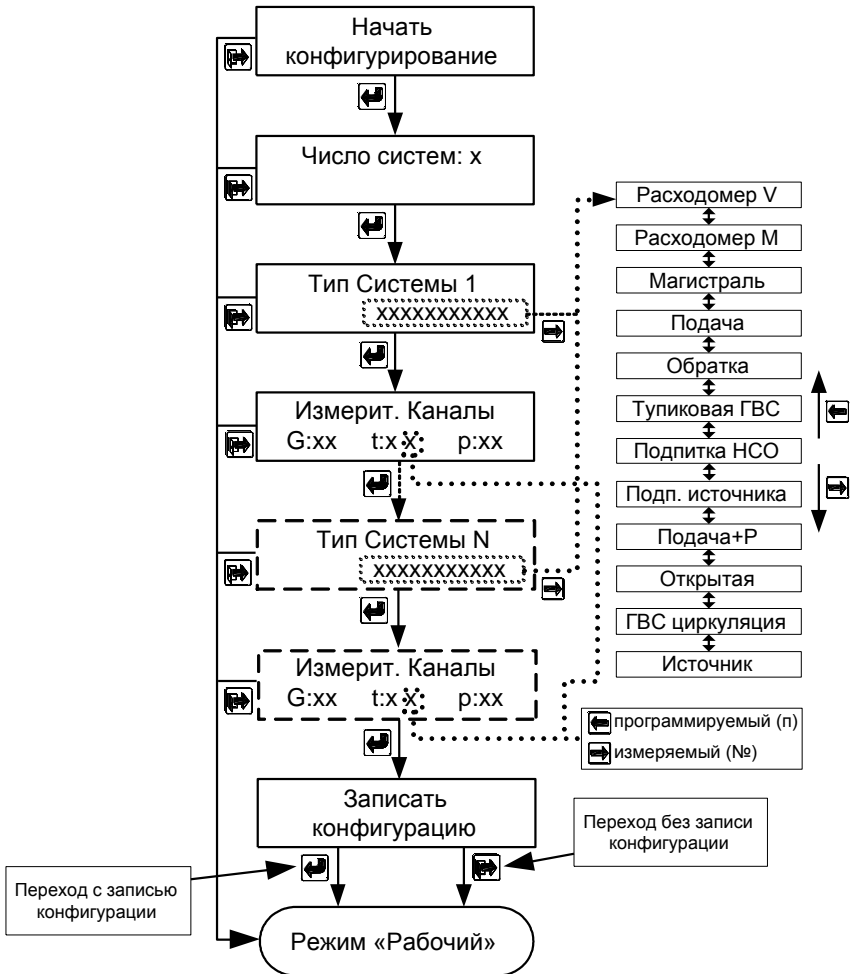 Начать
конфигурирование
Число систем: x
Тип Системы 1
xxxxxxxxxxx
Измерит. Каналы
G:xx t:x x p:xx
Тип Системы N
xxxxxxxxxxx
Измерит. Каналы
G:xx t:x x p:xx
Записать
конфигурацию
Переход с записью
конфигурации
Переход без записи
конфигурации
Режим «Рабочий»
Расходомер V
Расходомер М
Магистраль
Подача
Обратка
Тупиковая ГВС
Подпитка НСО
Подп. источника
Подача+Р
Открытая
ГВС циркуляция
Источник
программируемый (п)
измеряемый (№)